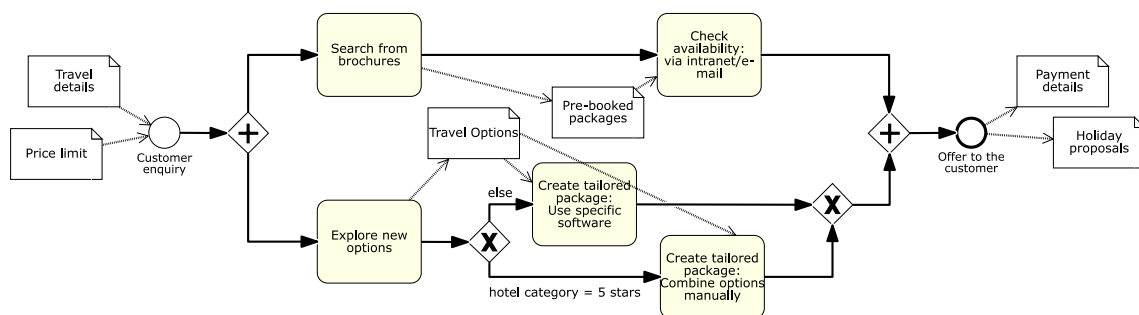 Search from
brochures
Check
availability:
via intranet/e-
mail
Travel
details
Price limit
Customer
enquiry
Pre-booked
packages
Travel Options
Payment
details
Holiday
proposals
Offer to the
customer
Explore new
options
else
Create tailored
package:
Use specific
software
hotel category = 5 stars
Create tailored
package:
Combine options
manually